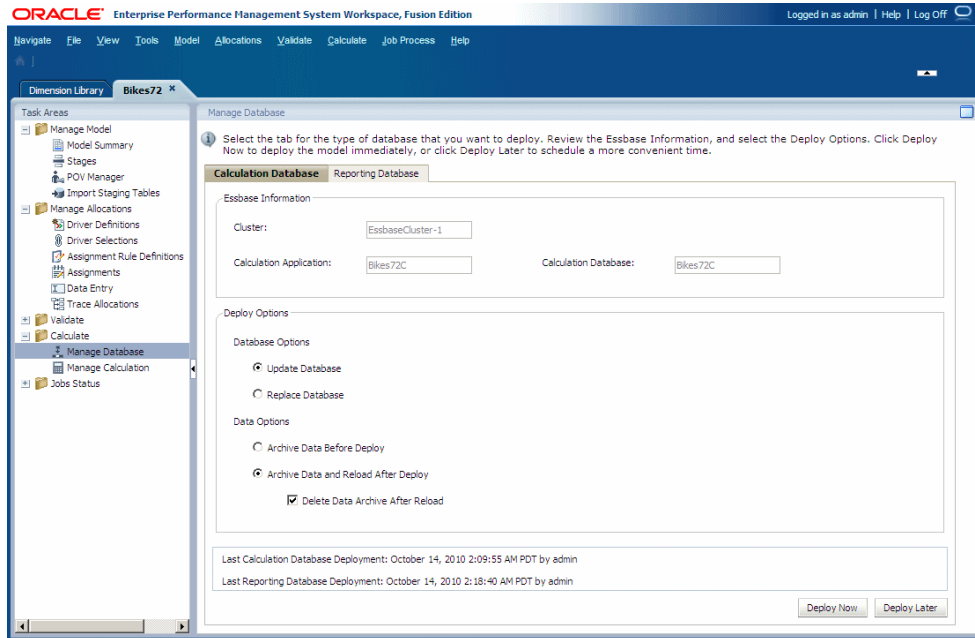 ORACLE® Enterprise Performance Management System Workspace, Fusion Edition
Logged in as admin | Help | Log Off
Navigate File View Tools Model Allocations Validate Calculate Job Process Help
Dimension Library Bikes72 ×
Task Areas
Manage Model
Model Summary
Stages
POV Manager
Import Staging Tables
Manage Allocations
Driver Definitions
Driver Selections
Assignment Rule Definitions
Assignments
Data Entry
Trace Allocations
Validate
Calculate
Manage Database
Manage Calculation
Jobs Status
Manage Database
Select the tab for the type of database that you want to deploy. Review the Essbase Information, and select the Deploy Options. Click Deploy
Now to deploy the model immediately, or click Deploy Later to schedule a more convenient time.
Calculation Database Reporting Database
Essbase Information
Cluster: EssbaseCluster-1
Calculation Application: Bikes72C Calculation Database: Bikes72C
Deploy Options
Database Options
Update Database
Replace Database
Data Options
Archive Data Before Deploy
Archive Data and Reload After Deploy
Delete Data Archive After Reload
Last Calculation Database Deployment: October 14, 2010 2:09:55 AM PDT by admin
Last Reporting Database Deployment: October 14, 2010 2:18:40 AM PDT by admin
Deploy Now Deploy Later